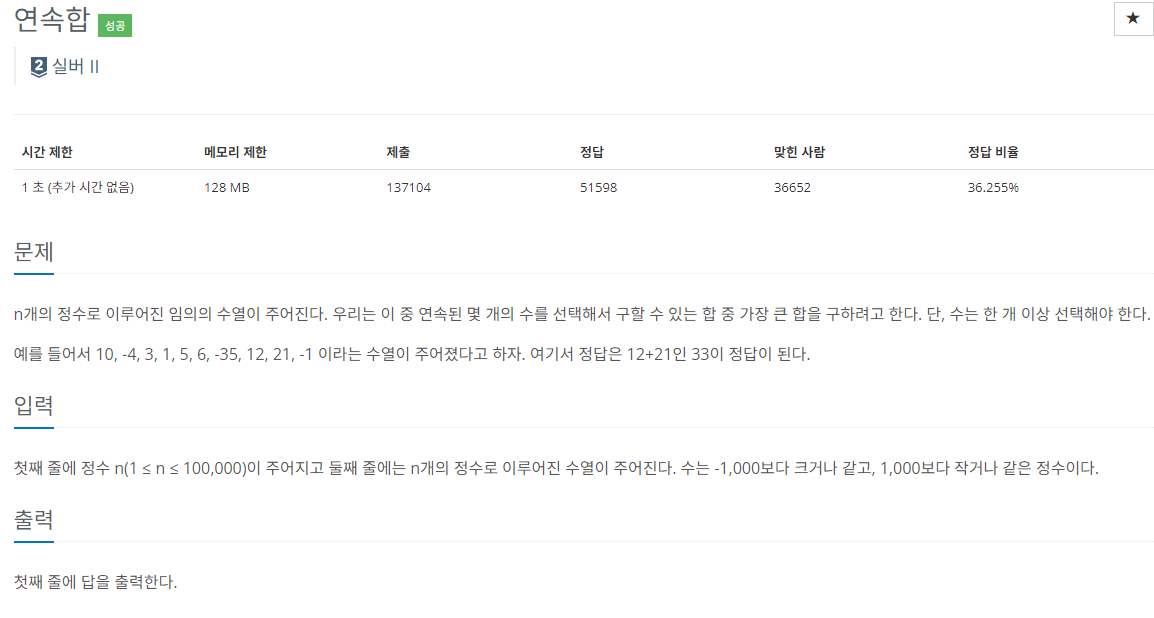 연속합 성공
★
2 실버 II
시간 제한 메모리 제한 제출 정답 맞힌 사람 정답 비율
1 초 (추가 시간 없음) 128 MB 137104 51598 36652 36.255%
문제
n개의 정수로 이루어진 임의의 수열이 주어진다. 우리는 이 중 연속된 몇 개의 수를 선택해서 구할 수 있는 합 중 가장 큰 합을 구하려고 한다. 단, 수는 한 개 이상 선택해야 한다.
예를 들어서 10, -4, 3, 1, 5, 6, -35, 12, 21, -1 이라는 수열이 주어졌다고 하자. 여기서 정답은 12+21인 33이 정답이 된다.
입력
첫째 줄에 정수 n(1 ≤ n ≤ 100,000)이 주어지고 둘째 줄에는 n개의 정수로 이루어진 수열이 주어진다. 수는 -1,000보다 크거나 같고, 1,000보다 작거나 같은 정수이다.
출력
첫째 줄에 답을 출력한다.